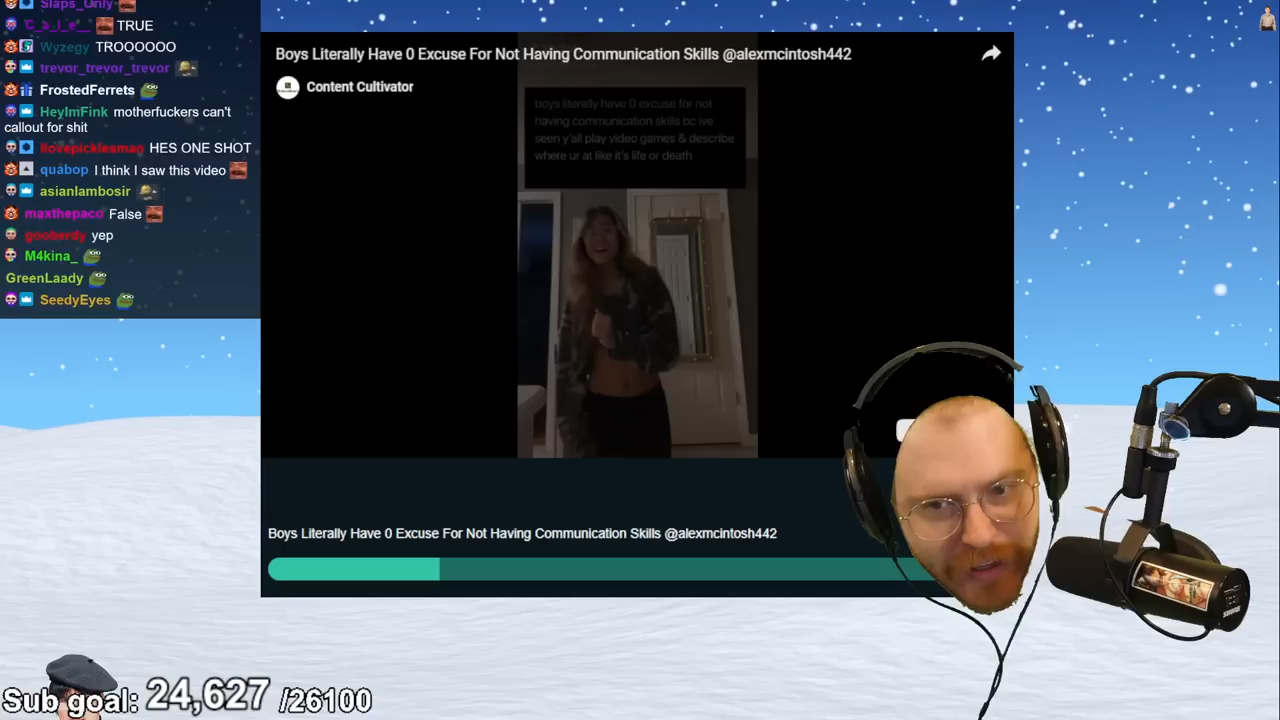 Slaps_Only
C_a_l_e__ TRUE
Wyzegy TROOOOOO
trevor_trevor_trevor
FrostedFerrets
HeyImFink motherfuckers can't
callout for shit
Ilovepicklesmag HES ONE SHOT
quabop I think I saw this video
asianlambosir
maxthepaco False
gooberdy yep
M4kina_
GreenLaady
SeedyEyes
Boys Literally Have 0 Excuse For Not Having Communication Skills @alexmcintosh442
Content Cultivator
boys literally have 0 excuse for not
having communication skills bc ive
seen y'all play video games & describe
where ur at like it's life or death
Boys Literally Have 0 Excuse For Not Having Communication Skills @alexmcintosh442
SHURE
Sub goal: 24,627 /26100